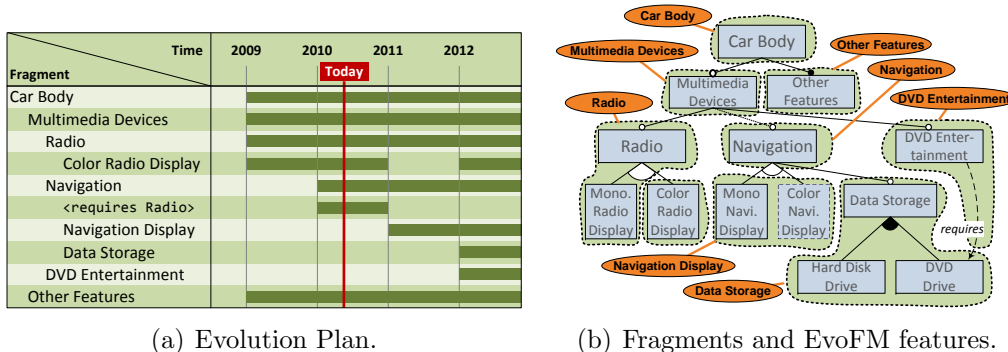 Time
2009 2010 2011 2012
Today
Fragment
Car Body
Multimedia Devices
Radio
Color Radio Display
Navigation
<requires Radio>
Navigation Display
Data Storage
DVD Entertainment
Other Features
(a) Evolution Plan.
Car Body
Car Body
Multimedia Devices
Other Features
Navigation
Multimedia
Devices
Other
Features
Radio
DVD Entertainment
Radio
Navigation
DVD Enter-
tainment
Mono.
Radio
Display
Color
Radio
Display
Mono
Navi.
Display
Color
Navi.
Display
Data Storage
requires
Navigation Display
Hard Disk
Drive
DVD
Drive
Data Storage
(b) Fragments and EvoFM features.